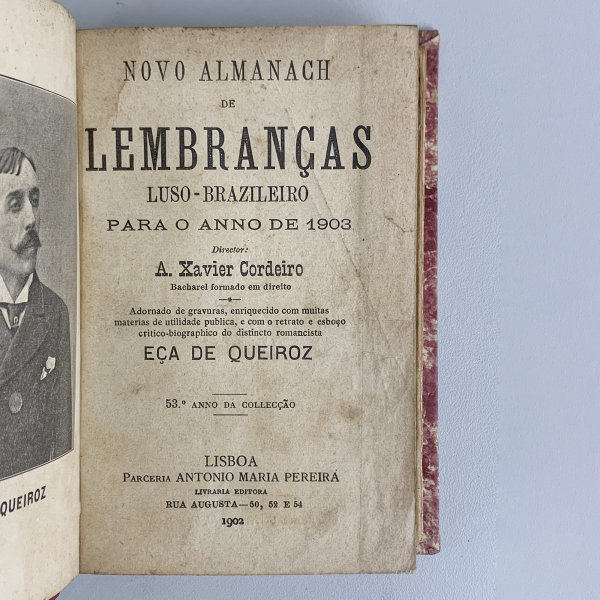 QUEIROZ
NOVO ALMANACH
DE
LEMBRANÇAS
LUSO-BRAZILEIRO
PARA O ANNO DE 1903
Director:
A. Xavier Cordeiro
Bacharel formado em direito
Adornado de gravuras, enriquecido com muitas
materias de utilidade publica, e com o retrato e esboço
critico-biographico do distincto romancista
EÇA DE QUEIROZ
53.º ANNO DA COLLECÇÃO
LISBOA
PARCERIA ANTONIO MARIA PEREIRA
LIVRARIA EDITORA
RUA AUGUSTA—50, 52 E 54
1902